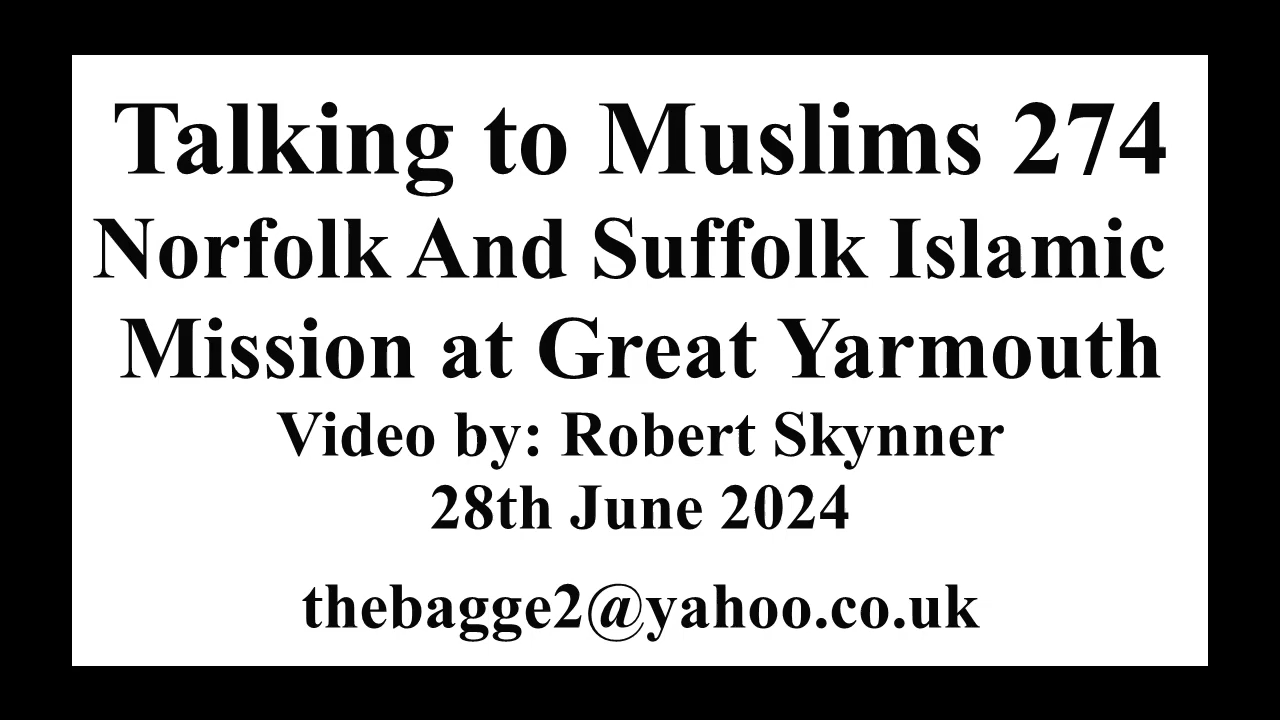 Talking to Muslims 274
Norfolk And Suffolk Islamic
Mission at Great Yarmouth
Video by: Robert Skynner
28th June 2024
thebagge2@yahoo.co.uk